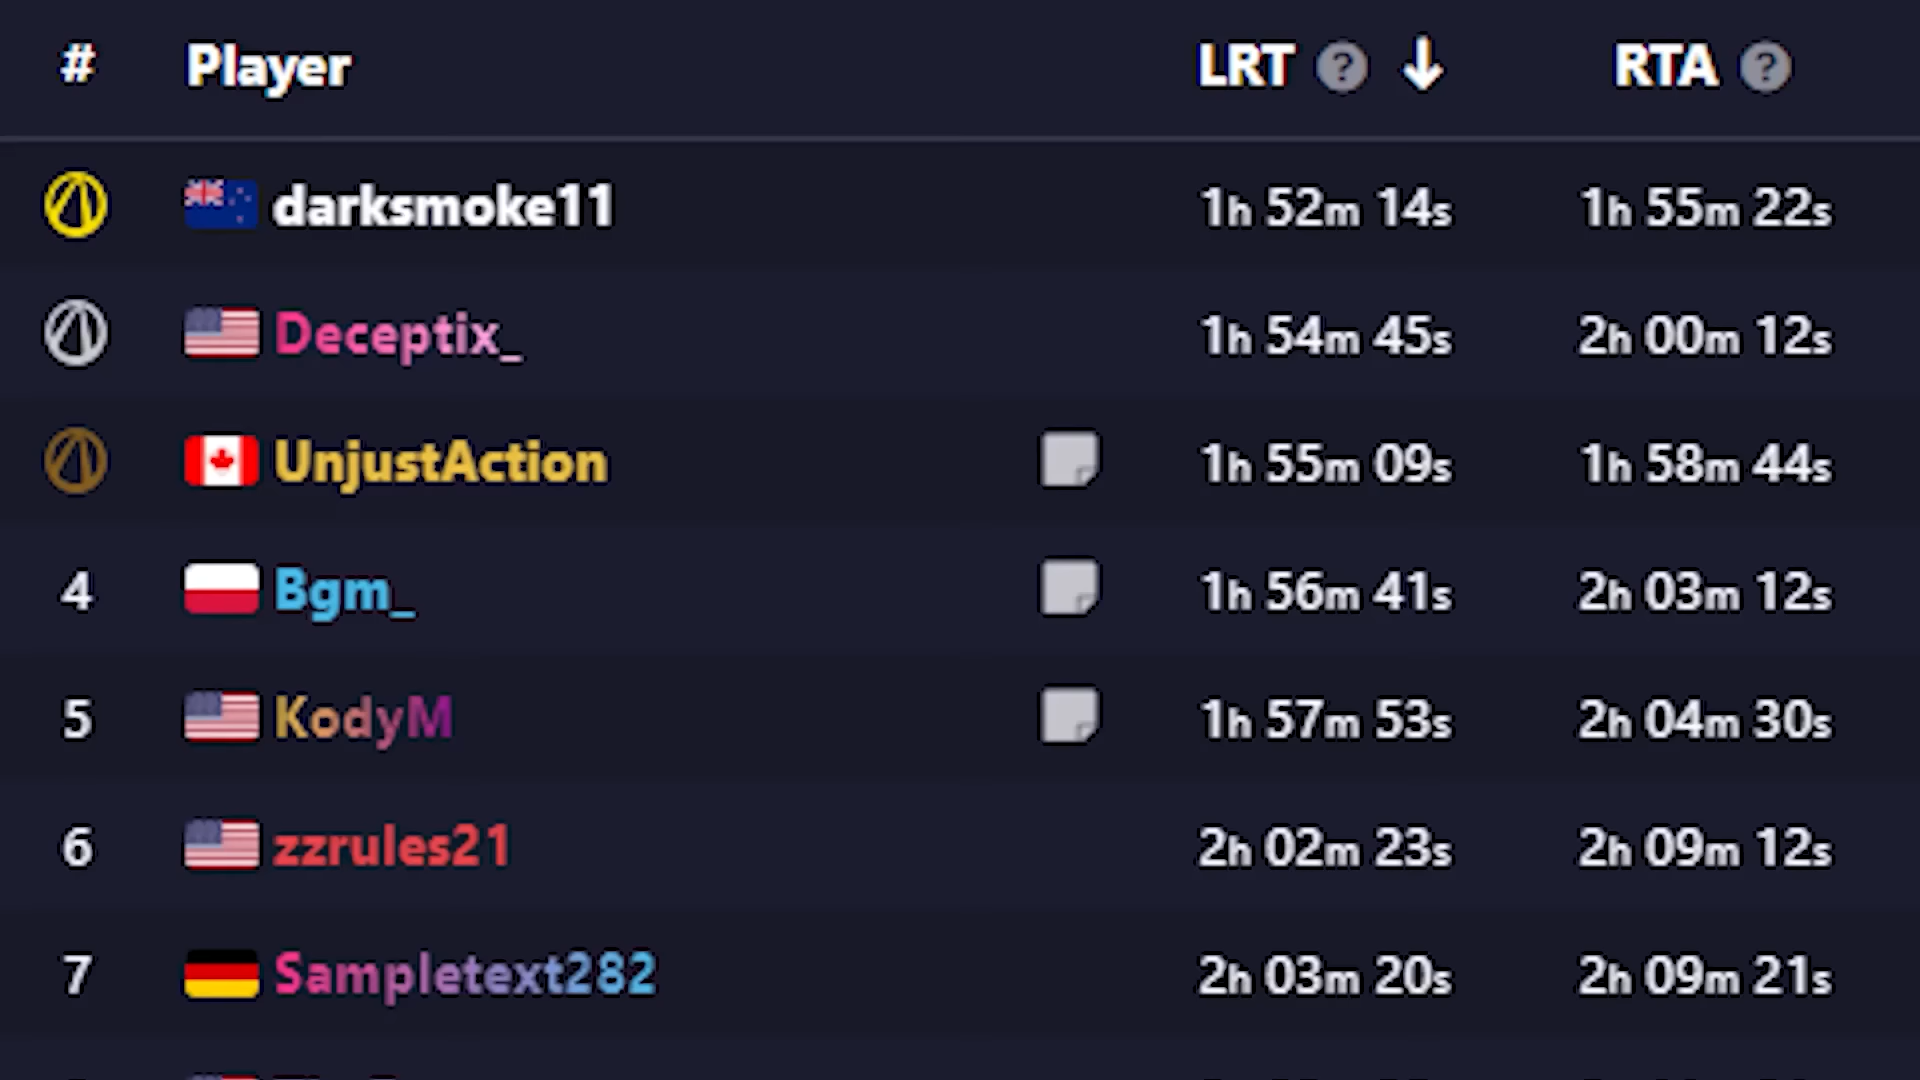 # Player LRT ? ↓ RTA ?
darksmoke11 1h 52m 14s 1h 55m 22s
Deceptix_ 1h 54m 45s 2h 00m 12s
UnjustAction 1h 55m 09s 1h 58m 44s
4 Bgm_ 1h 56m 41s 2h 03m 12s
5 KodyM 1h 57m 53s 2h 04m 30s
6 zzrules21 2h 02m 23s 2h 09m 12s
7 Sampletext282 2h 03m 20s 2h 09m 21s